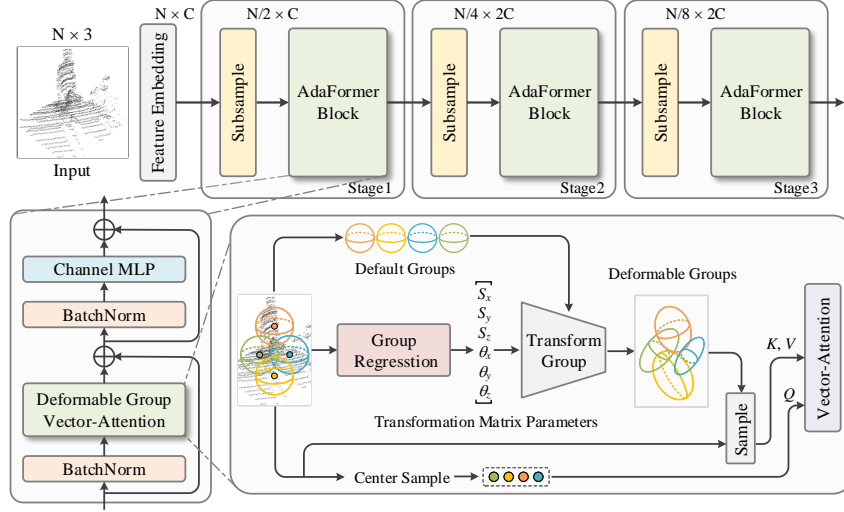 N × 3
N × C
N/2 × C
N/4 × 2C
N/8 × 2C
Input
Feature Embedding
Subsample
AdaFormer
Block
Stage1
Subsample
AdaFormer
Block
Stage2
Subsample
AdaFormer
Block
Stage3
Channel MLP
BatchNorm
Deformable Group
Vector-Attention
BatchNorm
Default Groups
Group
Regresstion
S_x
S_y
S_z
θ_x
θ_y
θ_z
Transformation Matrix Parameters
Transform
Group
Deformable Groups
Sample
K, V
Q
Vector-Attention
Center Sample